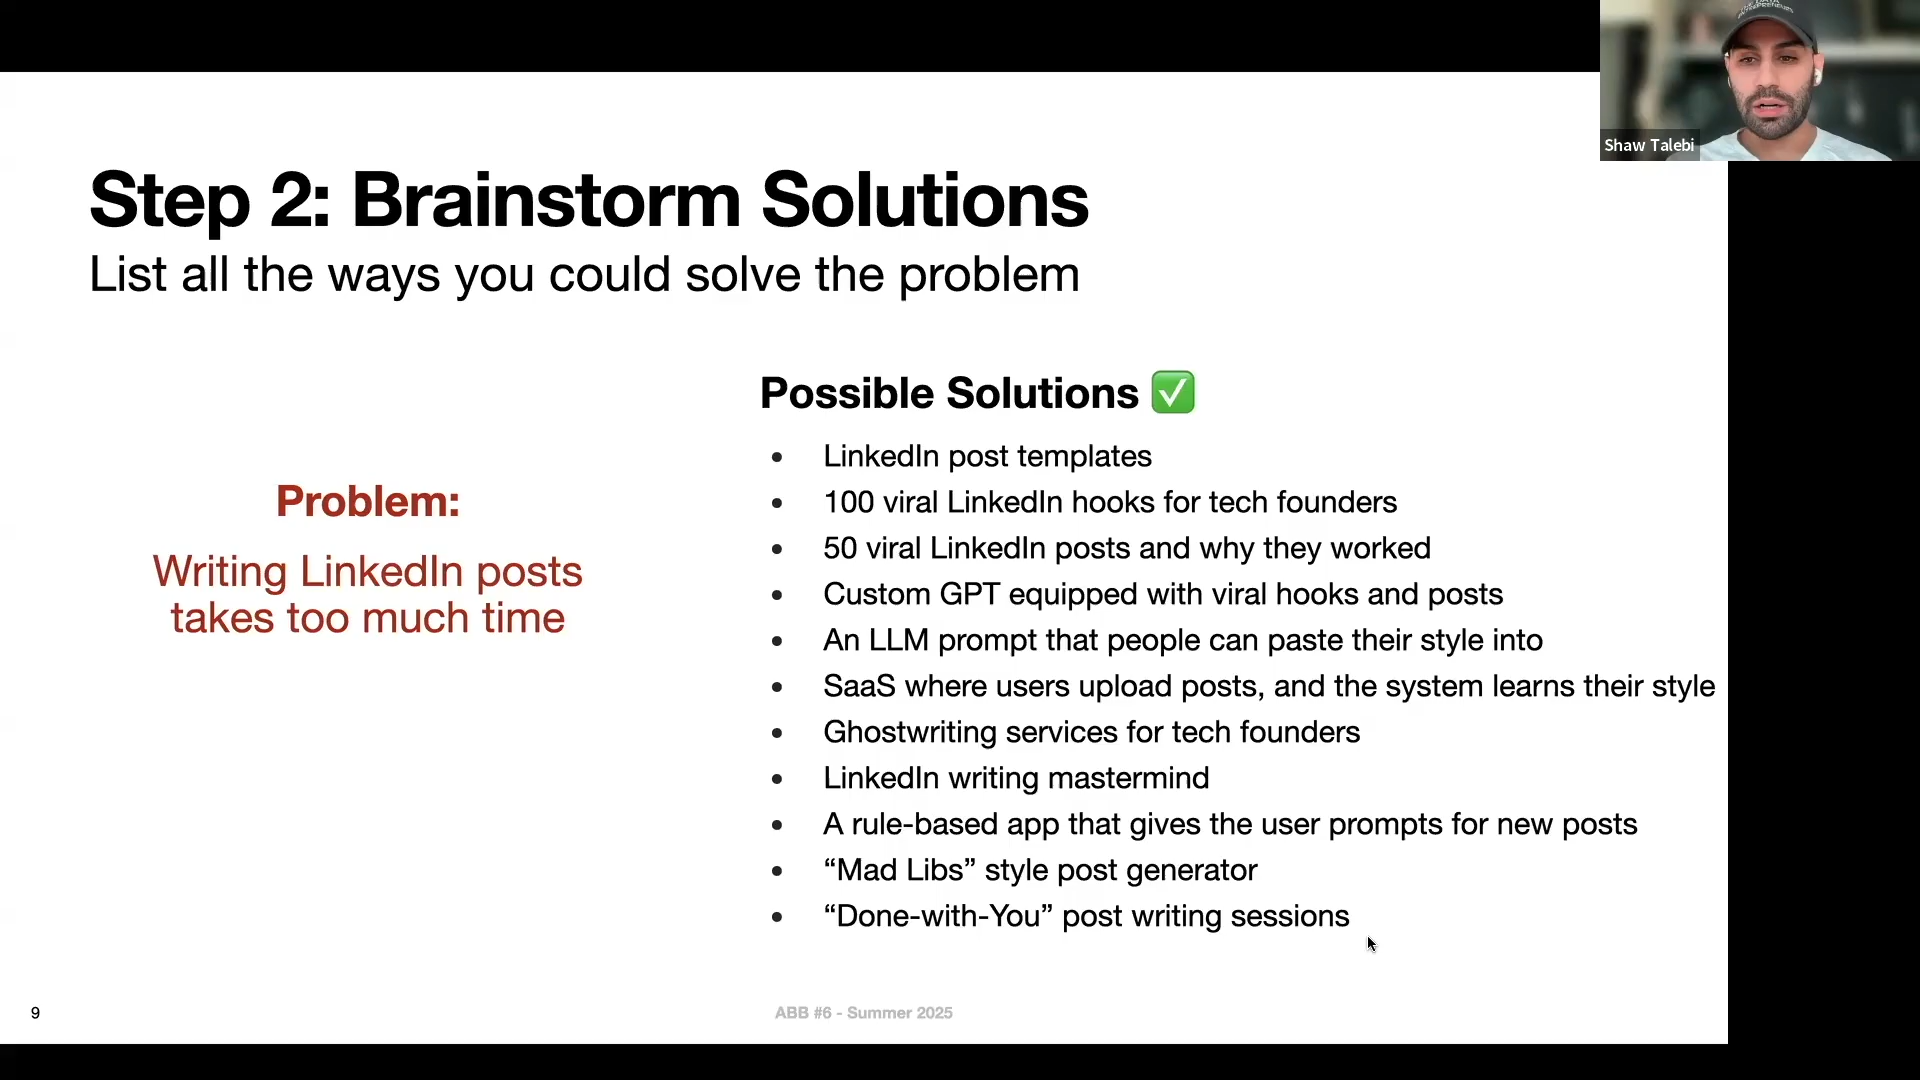 Step 2: Brainstorm Solutions
List all the ways you could solve the problem
Problem:
Writing LinkedIn posts
takes too much time
Possible Solutions ✅
• LinkedIn post templates
• 100 viral LinkedIn hooks for tech founders
• 50 viral LinkedIn posts and why they worked
• Custom GPT equipped with viral hooks and posts
• An LLM prompt that people can paste their style into
• SaaS where users upload posts, and the system learns their style
• Ghostwriting services for tech founders
• LinkedIn writing mastermind
• A rule-based app that gives the user prompts for new posts
• “Mad Libs” style post generator
• “Done-with-You” post writing sessions
9
ABB #6 - Summer 2025
Shaw Talebi